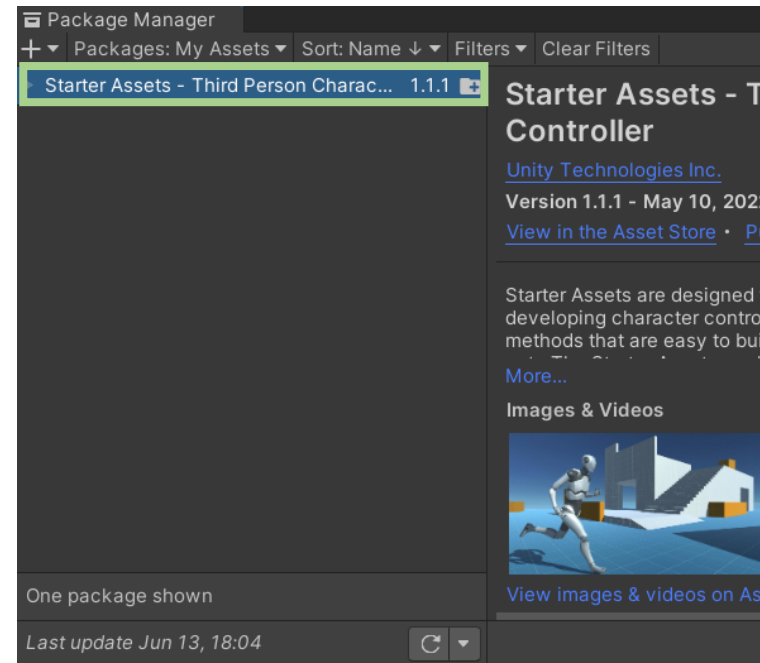 Package Manager
Packages: My Assets Sort: Name ↓ Filters Clear Filters
Starter Assets - Third Person Charac... 1.1.1
Starter Assets - T
Controller
Unity Technologies Inc.
Version 1.1.1 - May 10, 202
View in the Asset Store • P
Starter Assets are designed
developing character contro
methods that are easy to bui
More...
Images & Videos
View images & videos on As
One package shown
Last update Jun 13, 18:04